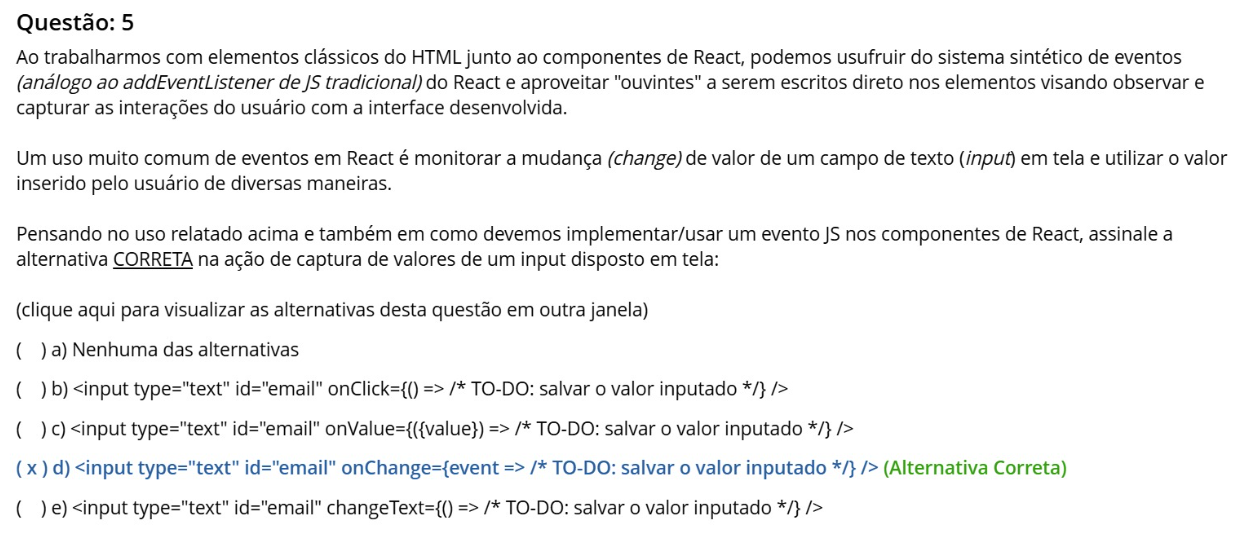 Questão: 5
Ao trabalharmos com elementos clássicos do HTML junto ao componentes de React, podemos usufruir do sistema sintético de eventos
(análogo ao addEventListener de JS tradicional) do React e aproveitar "ouvintes" a serem escritos direto nos elementos visando observar e
capturar as interações do usuário com a interface desenvolvida.
Um uso muito comum de eventos em React é monitorar a mudança (change) de valor de um campo de texto (input) em tela e utilizar o valor
inserido pelo usuário de diversas maneiras.
Pensando no uso relatado acima e também em como devemos implementar/usar um evento JS nos componentes de React, assinale a
alternativa CORRETA na ação de captura de valores de um input disposto em tela:
(clique aqui para visualizar as alternativas desta questão em outra janela)
( ) a) Nenhuma das alternativas
( ) b) <input type="text" id="email" onClick={() => /* TO-DO: salvar o valor inputado */} />
( ) c) <input type="text" id="email" onValue={({value}) => /* TO-DO: salvar o valor inputado */} />
( x ) d) <input type="text" id="email" onChange={event => /* TO-DO: salvar o valor inputado */} /> (Alternativa Correta)
( ) e) <input type="text" id="email" changeText={() => /* TO-DO: salvar o valor inputado */} />